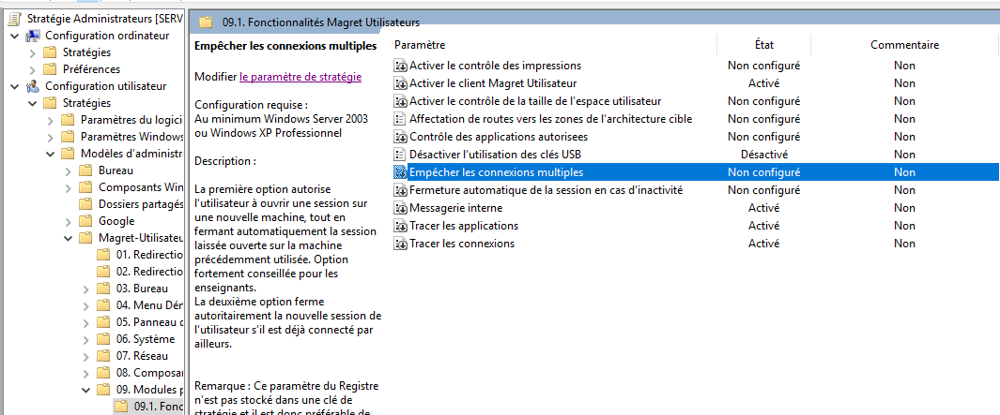 Stratégie Administrateurs [SERV
Configuration ordinateur
Stratégies
Préférences
Configuration utilisateur
Stratégies
Paramètres du logici
Paramètres Windows
Modèles d'administr
Bureau
Composants Win
Dossiers partagés
Google
Magret-Utilisateu
01. Redirectio
02. Redirectio
03. Bureau
04. Menu Dém
05. Panneau c
06. Système
07. Réseau
08. Composan
09. Modules p
09.1. Fonc
09.1. Fonctionnalités Magret Utilisateurs
Empêcher les connexions multiples
Modifier le paramètre de stratégie
Configuration requise :
Au minimum Windows Server 2003
ou Windows XP Professionnel
Description :
La première option autorise
l'utilisateur à ouvrir une session sur
une nouvelle machine, tout en
fermant automatiquement la session
laissée ouverte sur la machine
précédemment utilisée. Option
fortement conseillée pour les
enseignants.
La deuxième option ferme
autoritairement la nouvelle session de
l'utilisateur s'il est déjà connecté par
ailleurs.
Remarque : Ce paramètre du Registre
n'est pas stocké dans une clé de
stratégie et il est donc préférable de
Paramètre État Commentaire
Activer le contrôle des impressions Non configuré Non
Activer le client Magret Utilisateur Activé Non
Activer le contrôle de la taille de l'espace utilisateur Non configuré Non
Affectation de routes vers les zones de l'architecture cible Non configuré Non
Contrôle des applications autorisees Non configuré Non
Désactiver l'utilisation des clés USB Désactivé Non
Empêcher les connexions multiples Non configuré Non
Fermeture automatique de la session en cas d'inactivité Non configuré Non
Messagerie interne Activé Non
Tracer les applications Activé Non
Tracer les connexions Activé Non